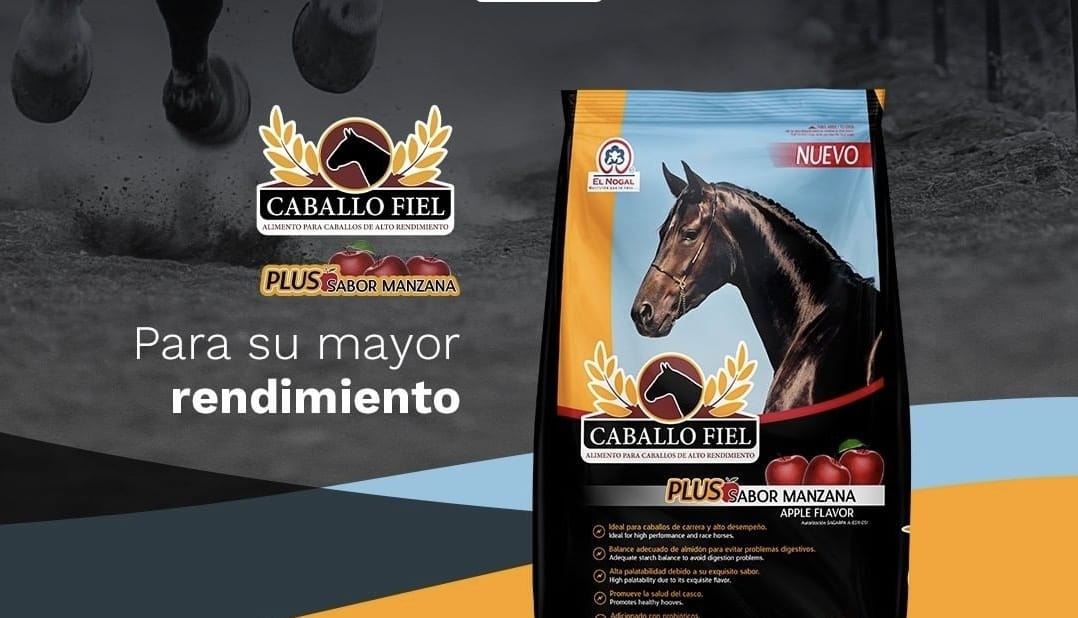 CABALLO FIEL
ALIMENTO PARA CABALLOS DE ALTO RENDIMIENTO
PLUS SABOR MANZANA
Para su mayor
rendimiento
NUEVO
EL NOGAL
CABALLO FIEL
ALIMENTO PARA CABALLOS DE ALTO RENDIMIENTO
PLUS SABOR MANZANA
APPLE FLAVOR
Ideal para caballos de carrera y alto desempeño.
Ideal for high performance and race horses.
Balance adecuado de almidón para evitar problemas digestivos.
Adequate starch balance to avoid digestion problems.
Alta palatabilidad debido a su exquisito sabor.
High palatability due to its exquisite flavor.
Promueve la salud del casco.
Promotes healthy hooves.
Adicionado con probióticos.